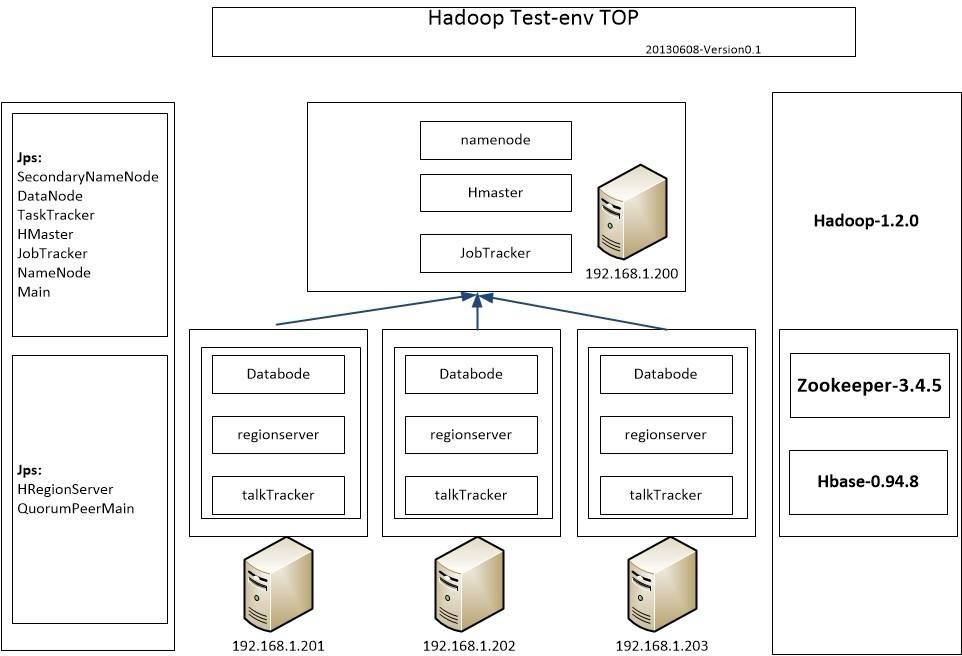 Hadoop Test-env TOP
20130608-Version0.1
Jps:
SecondaryNameNode
DataNode
TaskTracker
HMaster
JobTracker
NameNode
Main
Jps:
HRegionServer
QuorumPeerMain
namenode
Hmaster
JobTracker
192.168.1.200
Databode
regionserver
talkTracker
192.168.1.201
Databode
regionserver
talkTracker
192.168.1.202
Databode
regionserver
talkTracker
192.168.1.203
Hadoop-1.2.0
Zookeeper-3.4.5
Hbase-0.94.8